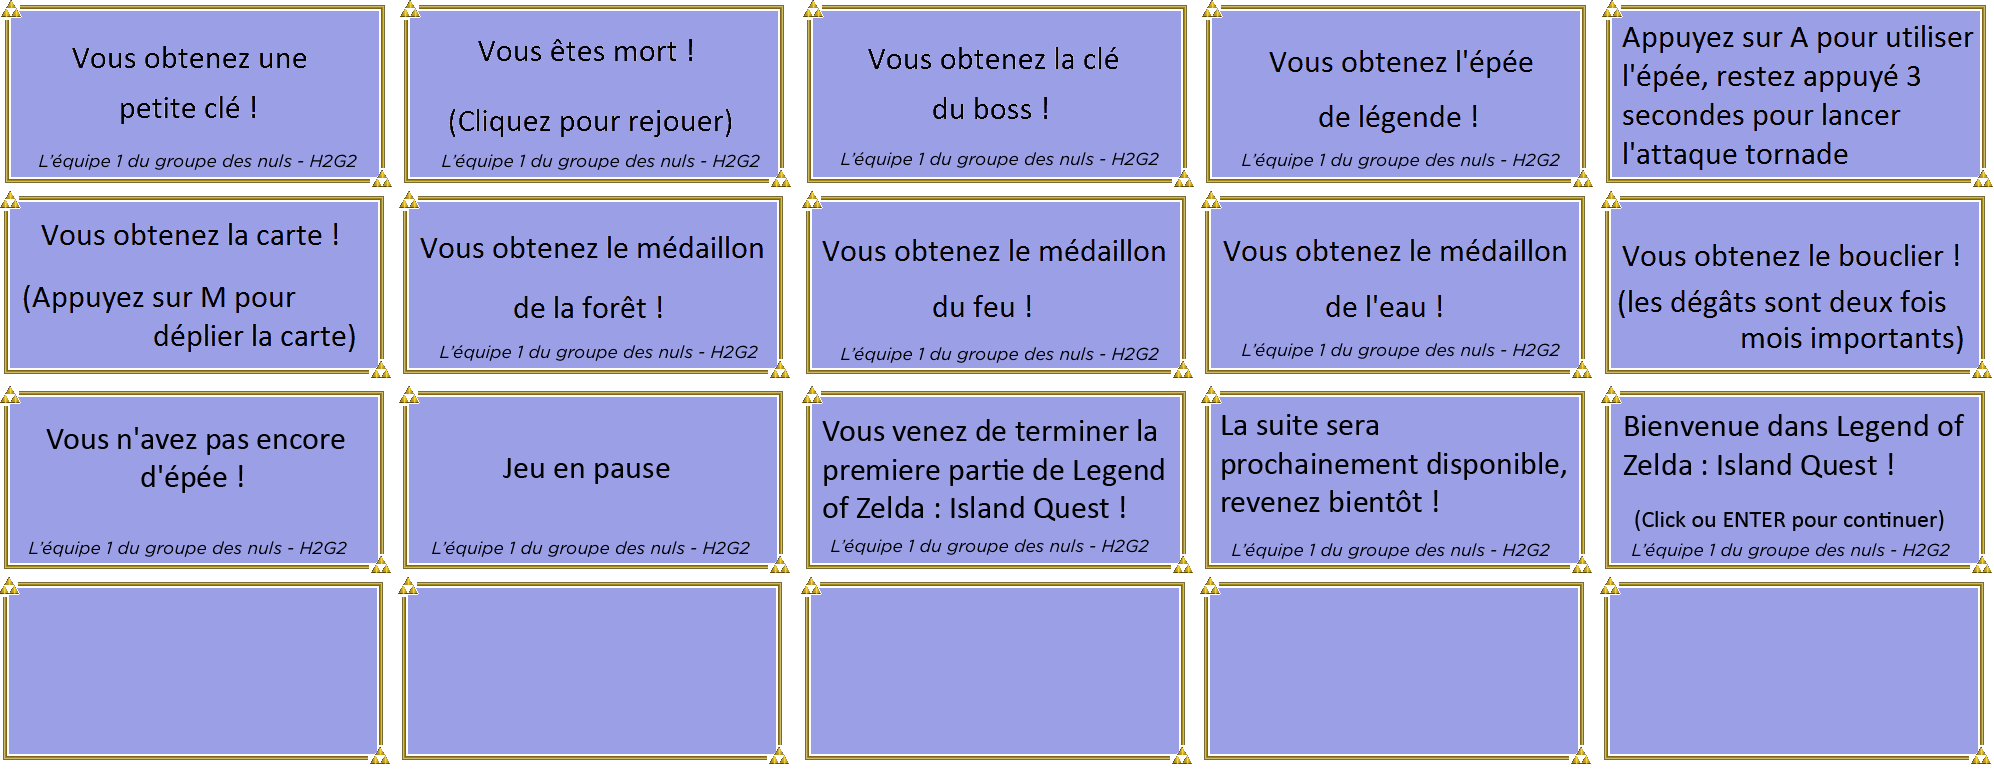 Vous obtenez une
petite clé !
L'équipe 1 du groupe des nuls - H2G2
Vous êtes mort !
(Cliquez pour rejouer)
L'équipe 1 du groupe des nuls - H2G2
Vous obtenez la clé
du boss !
L'équipe 1 du groupe des nuls - H2G2
Vous obtenez l'épée
de légende !
L'équipe 1 du groupe des nuls - H2G2
Appuyez sur A pour utiliser
l'épée, restez appuyé 3
secondes pour lancer
l'attaque tornade
Vous obtenez la carte !
(Appuyez sur M pour
déplier la carte)
Vous obtenez le médaillon
de la forêt !
L'équipe 1 du groupe des nuls - H2G2
Vous obtenez le médaillon
du feu !
L'équipe 1 du groupe des nuls - H2G2
Vous obtenez le médaillon
de l'eau !
L'équipe 1 du groupe des nuls - H2G2
Vous obtenez le bouclier !
(les dégâts sont deux fois
mois importants)
Vous n'avez pas encore
d'épée !
L'équipe 1 du groupe des nuls - H2G2
Jeu en pause
L'équipe 1 du groupe des nuls - H2G2
Vous venez de terminer la
premiere partie de Legend
of Zelda : Island Quest !
L'équipe 1 du groupe des nuls - H2G2
La suite sera
prochainement disponible,
revenez bientôt !
L'équipe 1 du groupe des nuls - H2G2
Bienvenue dans Legend of
Zelda : Island Quest !
(Click ou ENTER pour continuer)
L'équipe 1 du groupe des nuls - H2G2